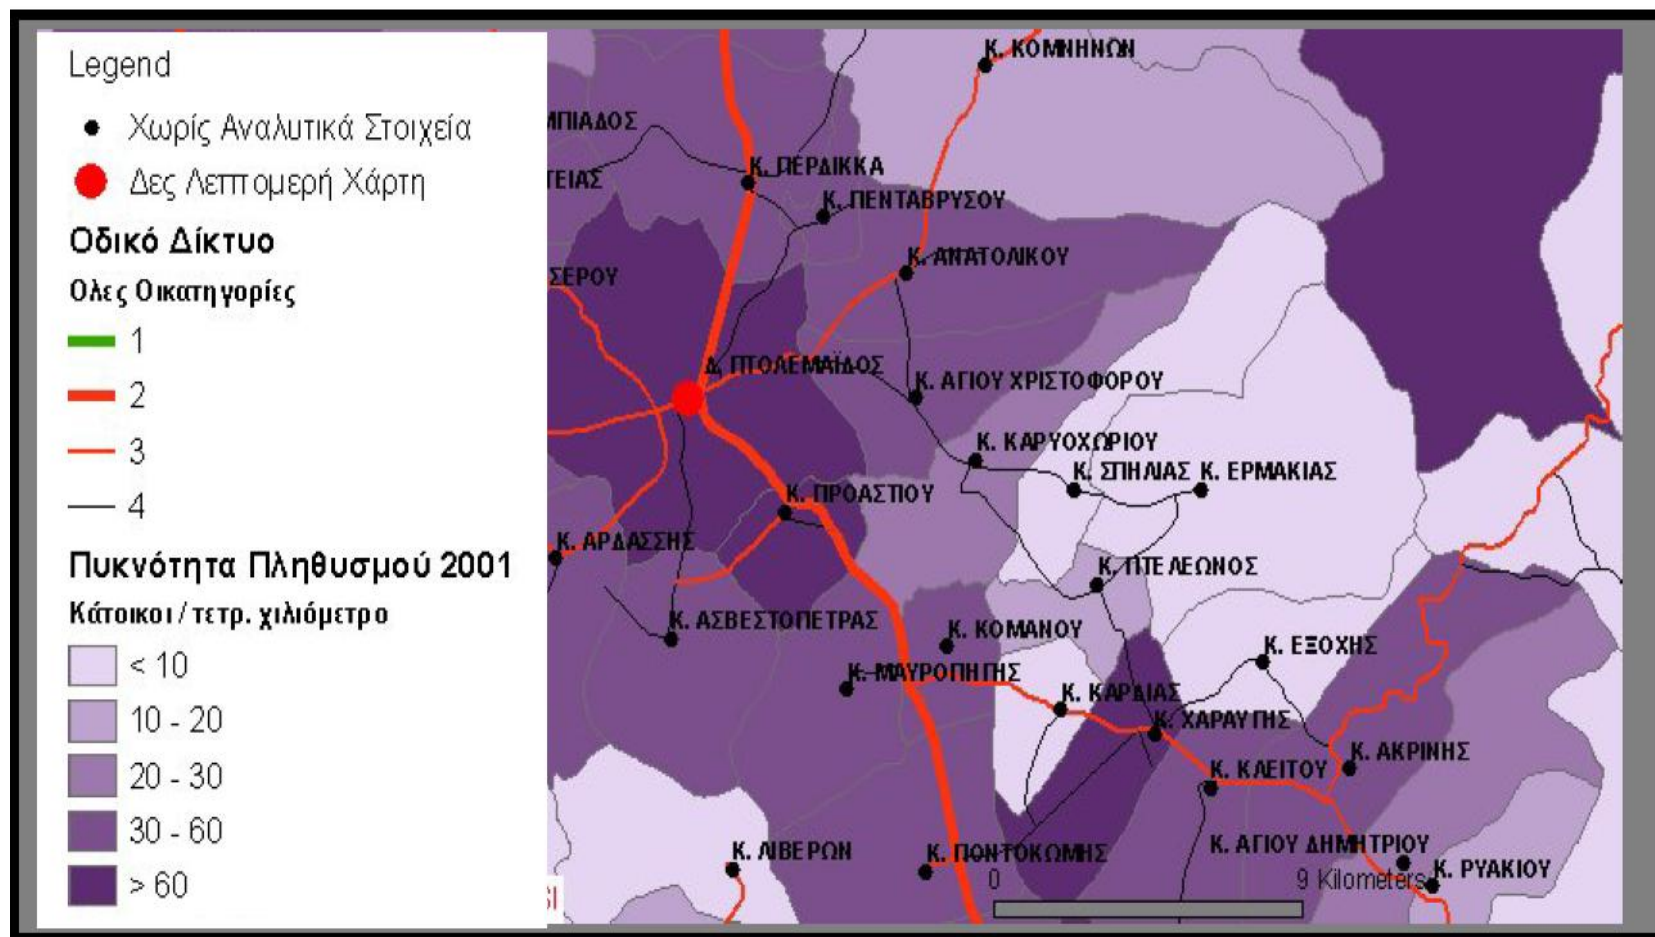 Legend
Χωρίς Αναλυτικά Στοιχεία
Δες Λεπτομερή Χάρτη
Οδικό Δίκτυο
Ολες Οικατηγορίες
1
2
3
4
Πυκνότητα Πληθυσμού 2001
Κάτοικοι / τετρ. χιλιόμετρο
< 10
10 - 20
20 - 30
30 - 60
> 60
Κ. ΚΟΜΝΗΝΩΝ
ΜΠΙΑΔΟΣ
Κ. ΠΕΡΔΙΚΚΑ
ΤΕΙΑΣ
Κ. ΠΕΝΤΑΒΡΥΣΟΥ
Κ. ΑΝΑΤΟΛΙΚΟΥ
ΣΕΡΟΥ
Δ. ΠΤΟΛΕΜΑΪΔΟΣ
Κ. ΑΓΙΟΥ ΧΡΙΣΤΟΦΟΡΟΥ
Κ. ΚΑΡΥΟΧΩΡΙΟΥ
Κ. ΣΠΗΛΙΑΣ Κ. ΕΡΜΑΚΙΑΣ
Κ. ΠΡΟΑΣΤΙΟΥ
Κ. ΑΡΔΑΣΣΗΣ
Κ. ΠΤΕΛΕΩΝΟΣ
Κ. ΑΣΒΕΣΤΟΠΕΤΡΑΣ
Κ. ΚΟΜΑΝΟΥ
Κ. ΕΞΟΧΗΣ
Κ. ΜΑΥΡΟΠΗΓΗΣ
Κ. ΚΑΡΔΙΑΣ
Κ. ΧΑΡΑΥΓΗΣ
Κ. ΑΚΡΙΝΗΣ
Κ. ΚΛΕΙΤΟΥ
Κ. ΑΓΙΟΥ ΔΗΜΗΤΡΙΟΥ
Κ. ΛΙΒΕΡΩΝ
Κ. ΠΟΝΤΟΚΩΜΗΣ
Κ. ΡΥΑΚΙΟΥ
0 9 Kilometers